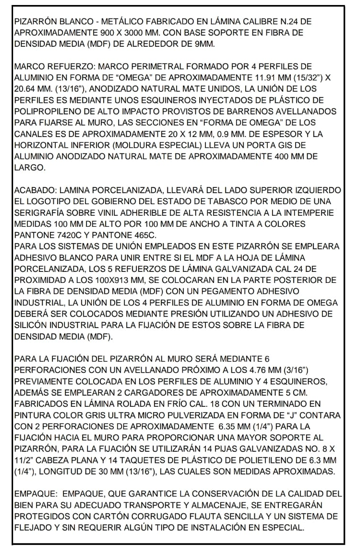 PIZARRÓN BLANCO - METÁLICO FABRICADO EN LÁMINA CALIBRE N.24 DE
APROXIMADAMENTE 900 X 3000 MM. CON BASE SOPORTE EN FIBRA DE
DENSIDAD MEDIA (MDF) DE ALREDEDOR DE 9MM.
MARCO REFUERZO: MARCO PERIMETRAL FORMADO POR 4 PERFILES DE
ALUMINIO EN FORMA DE “OMEGA” DE APROXIMADAMENTE 11.91 MM (15/32”) X
20.64 MM. (13/16”), ANODIZADO NATURAL MATE UNIDOS, LA UNIÓN DE LOS
PERFILES ES MEDIANTE UNOS ESQUINEROS INYECTADOS DE PLÁSTICO DE
POLIPROPILENO DE ALTO IMPACTO PROVISTOS DE BARRENOS AVELLANADOS
PARA FIJARSE AL MURO, LAS SECCIONES EN “FORMA DE OMEGA” DE LOS
CANALES ES DE APROXIMADAMENTE 20 X 12 MM, 0.9 MM. DE ESPESOR Y LA
HORIZONTAL INFERIOR (MOLDURA ESPECIAL) LLEVA UN PORTA GIS DE
ALUMINIO ANODIZADO NATURAL MATE DE APROXIMADAMENTE 400 MM DE
LARGO.
ACABADO: LAMINA PORCELANIZADA, LLEVARÁ DEL LADO SUPERIOR IZQUIERDO
EL LOGOTIPO DEL GOBIERNO DEL ESTADO DE TABASCO POR MEDIO DE UNA
SERIGRAFÍA SOBRE VINIL ADHERIBLE DE ALTA RESISTENCIA A LA INTEMPERIE
MEDIDAS 100 MM DE ALTO POR 100 MM DE ANCHO A TINTA A COLORES
PANTONE 7420C Y PANTONE 465C.
PARA LOS SISTEMAS DE UNIÓN EMPLEADOS EN ESTE PIZARRÓN SE EMPLEARA
ADHESIVO BLANCO PARA UNIR ENTRE SI EL MDF A LA HOJA DE LÁMINA
PORCELANIZADA, LOS 5 REFUERZOS DE LÁMINA GALVANIZADA CAL 24 DE
PROXIMIDAD A LOS 100X913 MM, SE COLOCARAN EN LA PARTE POSTERIOR DE
LA FIBRA DE DENSIDAD MEDIA (MDF) CON UN PEGAMENTO ADHESIVO
INDUSTRIAL, LA UNIÓN DE LOS 4 PERFILES DE ALUMINIO EN FORMA DE OMEGA
DEBERÁ SER COLOCADOS MEDIANTE PRESIÓN UTILIZANDO UN ADHESIVO DE
SILICÓN INDUSTRIAL PARA LA FIJACIÓN DE ESTOS SOBRE LA FIBRA DE
DENSIDAD MEDIA (MDF).
PARA LA FIJACIÓN DEL PIZARRÓN AL MURO SERÁ MEDIANTE 6
PERFORACIONES CON UN AVELLANADO PRÓXIMO A LOS 4.76 MM (3/16”)
PREVIAMENTE COLOCADA EN LOS PERFILES DE ALUMINIO Y 4 ESQUINEROS,
ADEMÁS SE EMPLEARAN 2 CARGADORES DE APROXIMADAMENTE 5 CM.
FABRICADOS EN LÁMINA ROLADA EN FRÍO CAL. 18 CON UN TERMINADO EN
PINTURA COLOR GRIS ULTRA MICRO PULVERIZADA EN FORMA DE “J” CONTARA
CON 2 PERFORACIONES DE APROXIMADAMENTE 6.35 MM (1/4”) PARA LA
FIJACIÓN HACIA EL MURO PARA PROPORCIONAR UNA MAYOR SOPORTE AL
PIZARRÓN, PARA LA FIJACIÓN SE UTILIZARÁN 14 PIJAS GALVANIZADAS NO. 8 X
11/2” CABEZA PLANA Y 14 TAQUETES DE PLÁSTICO DE POLIETILENO DE 6.3 MM
(1/4”), LONGITUD DE 30 MM (13/16”), LAS CUALES SON MEDIDAS APROXIMADAS.
EMPAQUE: EMPAQUE, QUE GARANTICE LA CONSERVACIÓN DE LA CALIDAD DEL
BIEN PARA SU ADECUADO TRANSPORTE Y ALMACENAJE, SE ENTREGARÁN
PROTEGIDOS CON CARTÓN CORRUGADO FLAUTA SENCILLA Y UN SISTEMA DE
FLEJADO Y SIN REQUERIR ALGÚN TIPO DE INSTALACIÓN EN ESPECIAL.